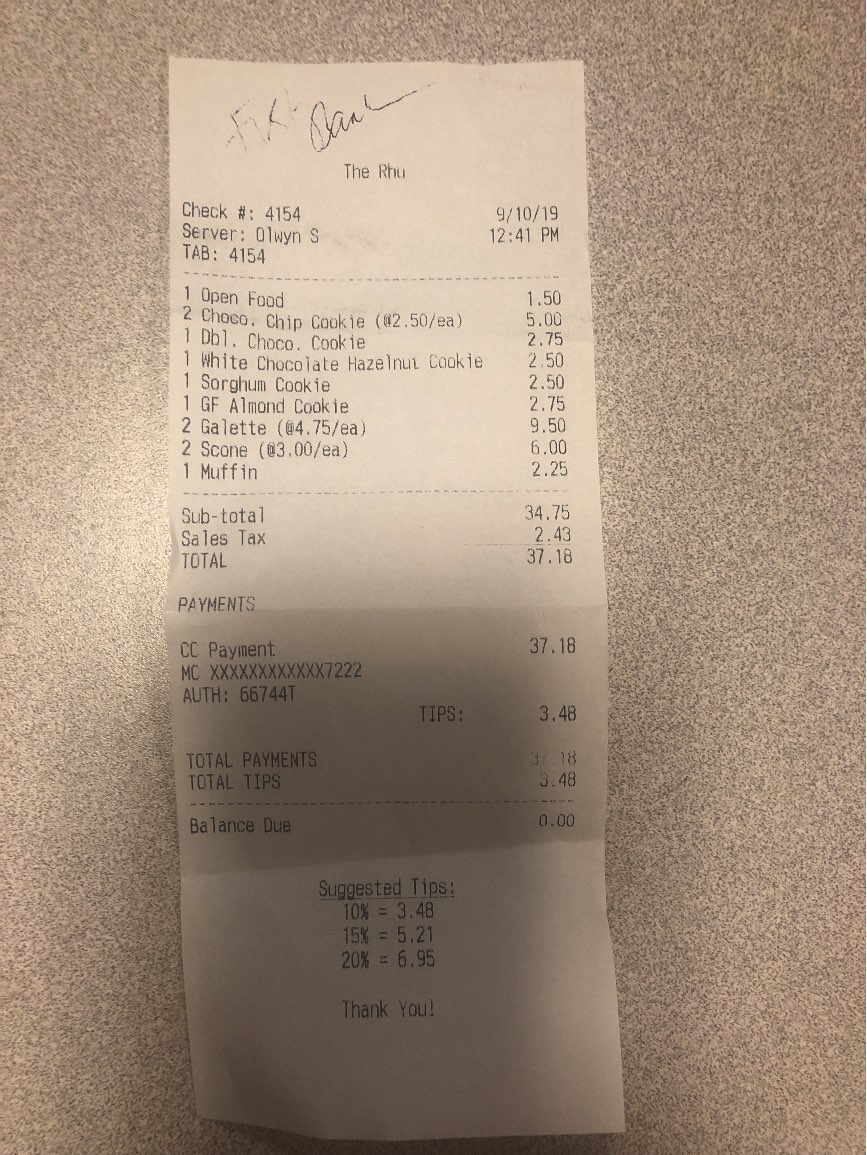 First Bank
The Rhu
Check #: 4154 9/10/19
Server: Olwyn S 12:41 PM
TAB: 4154
1 Open Food 1.50
2 Choco. Chip Cookie (@2.50/ea) 5.00
1 Dbl. Choco. Cookie 2.75
1 White Chocolate Hazelnut Cookie 2.50
1 Sorghum Cookie 2.50
1 GF Almond Cookie 2.75
2 Galette (@4.75/ea) 9.50
2 Scone (@3.00/ea) 6.00
1 Muffin 2.25
Sub-total 34.75
Sales Tax 2.43
TOTAL 37.18
PAYMENTS
CC Payment 37.18
MC XXXXXXXXXXXX7222
AUTH: 66744T
TIPS: 3.48
TOTAL PAYMENTS 37.18
TOTAL TIPS 3.48
Balance Due 0.00
Suggested Tips:
10% = 3.48
15% = 5.21
20% = 6.95
Thank You!